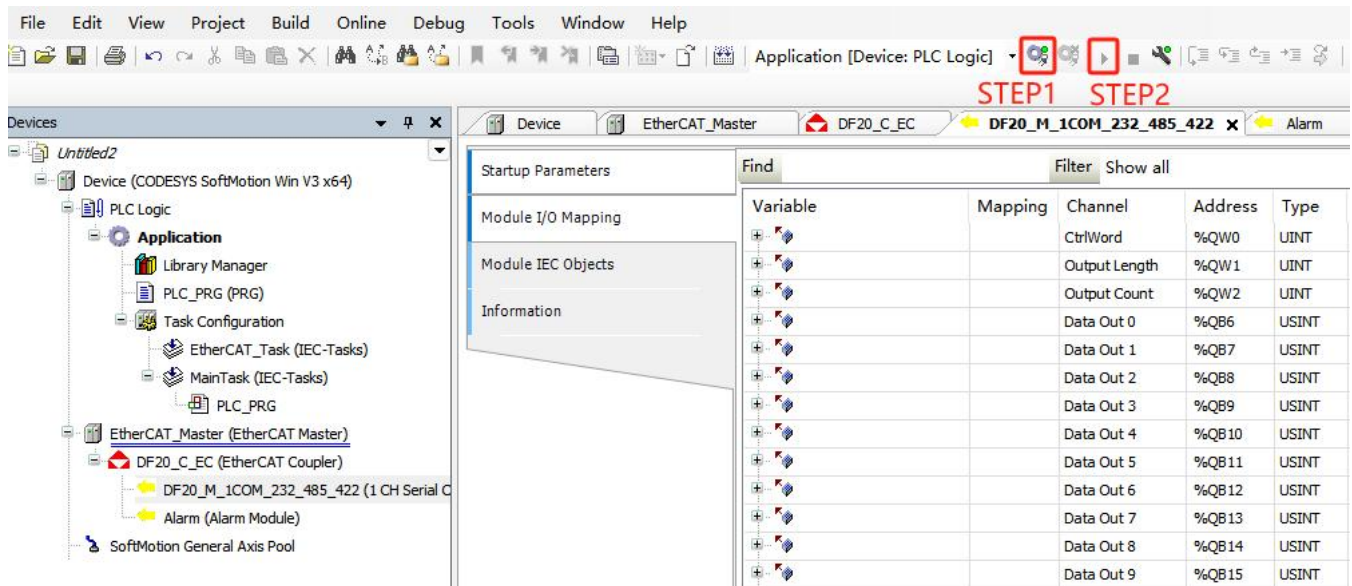 File Edit View Project Build Online Debug Tools Window Help
Application [Device: PLC Logic]
STEP1 STEP2
Devices
Device EtherCAT_Master DF20_C_EC DF20_M_1COM_232_485_422 Alarm
Untitled2
Device (CODESYS SoftMotion Win V3 x64)
PLC Logic
Application
Library Manager
PLC_PRG (PRG)
Task Configuration
EtherCAT_Task (IEC-Tasks)
MainTask (IEC-Tasks)
PLC_PRG
EtherCAT_Master (EtherCAT Master)
DF20_C_EC (EtherCAT Coupler)
DF20_M_1COM_232_485_422 (1 CH Serial C
Alarm (Alarm Module)
SoftMotion General Axis Pool
Startup Parameters
Module I/O Mapping
Module IEC Objects
Information
Find Filter Show all
Variable Mapping Channel Address Type
CtrlWord %QW0 UINT
Output Length %QW1 UINT
Output Count %QW2 UINT
Data Out 0 %QB6 USINT
Data Out 1 %QB7 USINT
Data Out 2 %QB8 USINT
Data Out 3 %QB9 USINT
Data Out 4 %QB10 USINT
Data Out 5 %QB11 USINT
Data Out 6 %QB12 USINT
Data Out 7 %QB13 USINT
Data Out 8 %QB14 USINT
Data Out 9 %QB15 USINT